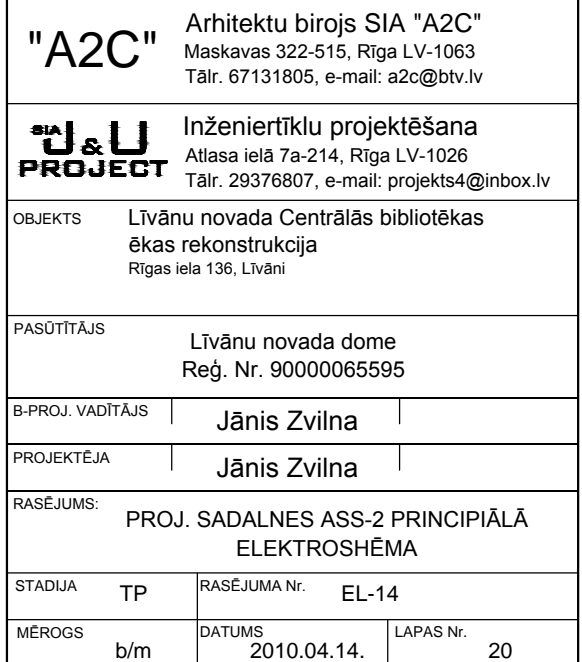 "A2C"
Arhitektu birojs SIA "A2C"
Maskavas 322-515, Rīga LV-1063
Tālr. 67131805, e-mail: a2c@btv.lv
SIA
J&U
PROJECT
Inženiertīklu projektēšana
Atlasa ielā 7a-214, Rīga LV-1026
Tālr. 29376807, e-mail: projekts4@inbox.lv
OBJEKTS
Līvānu novada Centrālās bibliotēkas
ēkas rekonstrukcija
Rīgas iela 136, Līvāni
PASŪTĪTĀJS
Līvānu novada dome
Reģ. Nr. 90000065595
B-PROJ. VADĪTĀJS
Jānis Zvilna
PROJEKTĒJA
Jānis Zvilna
RASĒJUMS:
PROJ. SADALNES ASS-2 PRINCIPIĀLĀ
ELEKTROSHĒMA
STADIJA TP RASĒJUMA Nr. EL-14
MĒROGS b/m DATUMS 2010.04.14. LAPAS Nr. 20